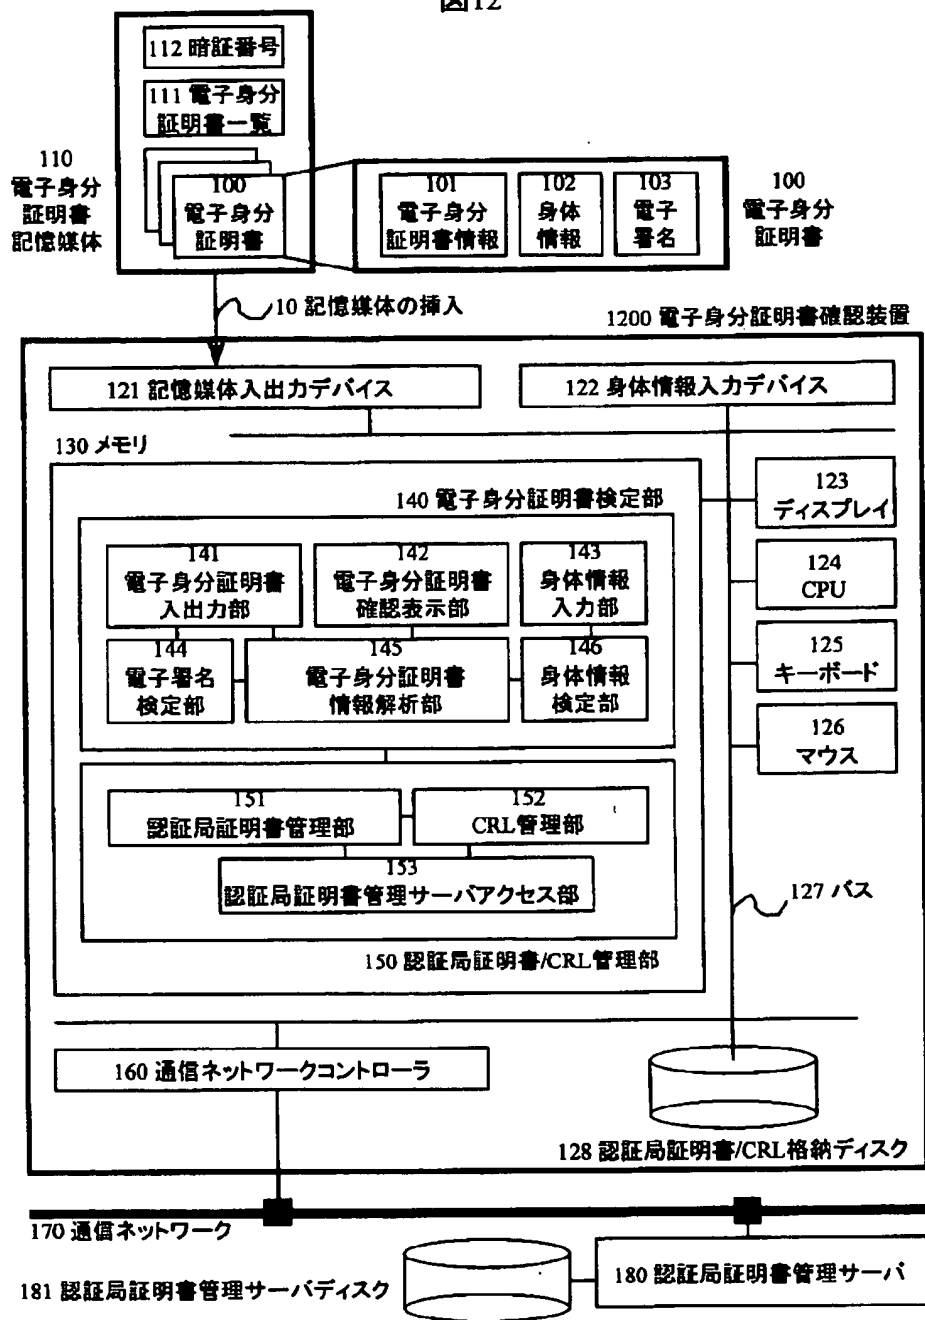 図12
112 暗証番号
111 電子身分
証明書一覧
110
電子身分
証明書
記憶媒体
100
電子身分
証明書
101
電子身分
証明書情報
102
身体
情報
103
電子
署名
100
電子身分
証明書
10 記憶媒体の挿入
1200 電子身分証明書確認装置
121 記憶媒体入出力デバイス
122 身体情報入力デバイス
130 メモリ
140 電子身分証明書検定部
123
ディスプレイ
141
電子身分証明書
入出力部
142
電子身分証明書
確認表示部
143
身体情報
入力部
124
CPU
144
電子署名
検定部
145
電子身分証明書
情報解析部
146
身体情報
検定部
125
キーボード
126
マウス
151
認証局証明書管理部
152
CRL管理部
153
認証局証明書管理サーバアクセス部
127 バス
150 認証局証明書/CRL管理部
160 通信ネットワークコントローラ
128 認証局証明書/CRL格納ディスク
170 通信ネットワーク
181 認証局証明書管理サーバディスク
180 認証局証明書管理サーバ